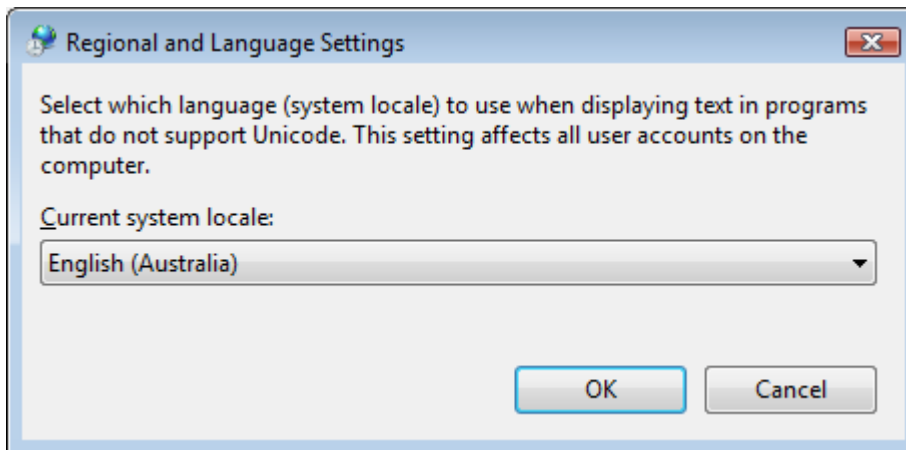 Regional and Language Settings
Select which language (system locale) to use when displaying text in programs
that do not support Unicode. This setting affects all user accounts on the
computer.
Current system locale:
English (Australia)
OK
Cancel